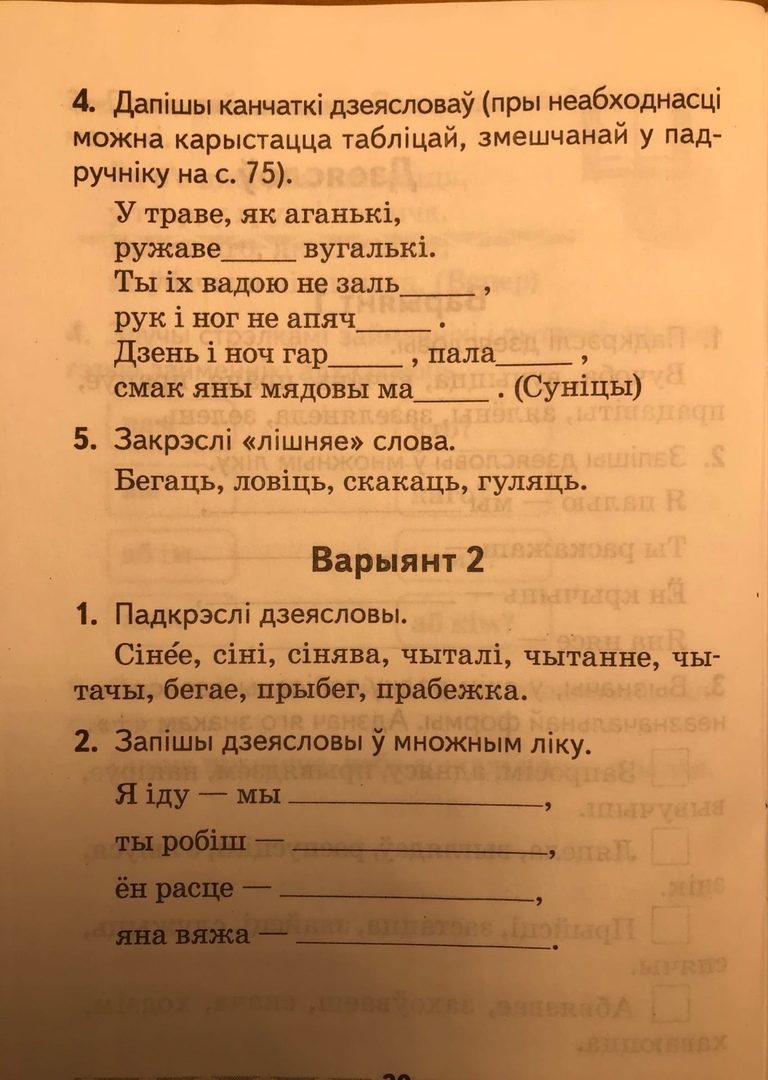 4. Дапішы канчаткі дзеясловаў (пры неабходнасці
можна карыстацца табліцай, змешчанай у пад-
ручніку на с. 75).
У траве, як аганькі,
ружаве_____ вугалькі.
Ты іх вадою не заль_____ ,
рук і ног не апяч_____ .
Дзень і ноч гар_____ , пала_____ ,
смак яны мядовы ма_____ . (Суніцы)
5. Закрэслі «лішняе» слова.
Бегаць, ловіць, скакаць, гуляць.
Варыянт 2
1. Падкрэслі дзеясловы.
Сіне́е, сіні, сінява, чыталі, чытанне, чы-
тачы, бегае, прыбег, прабежка.
2. Запішы дзеясловы ў множным ліку.
Я іду — мы _________________,
ты робіш — _________________,
ён расце — _________________,
яна вяжа — _________________.